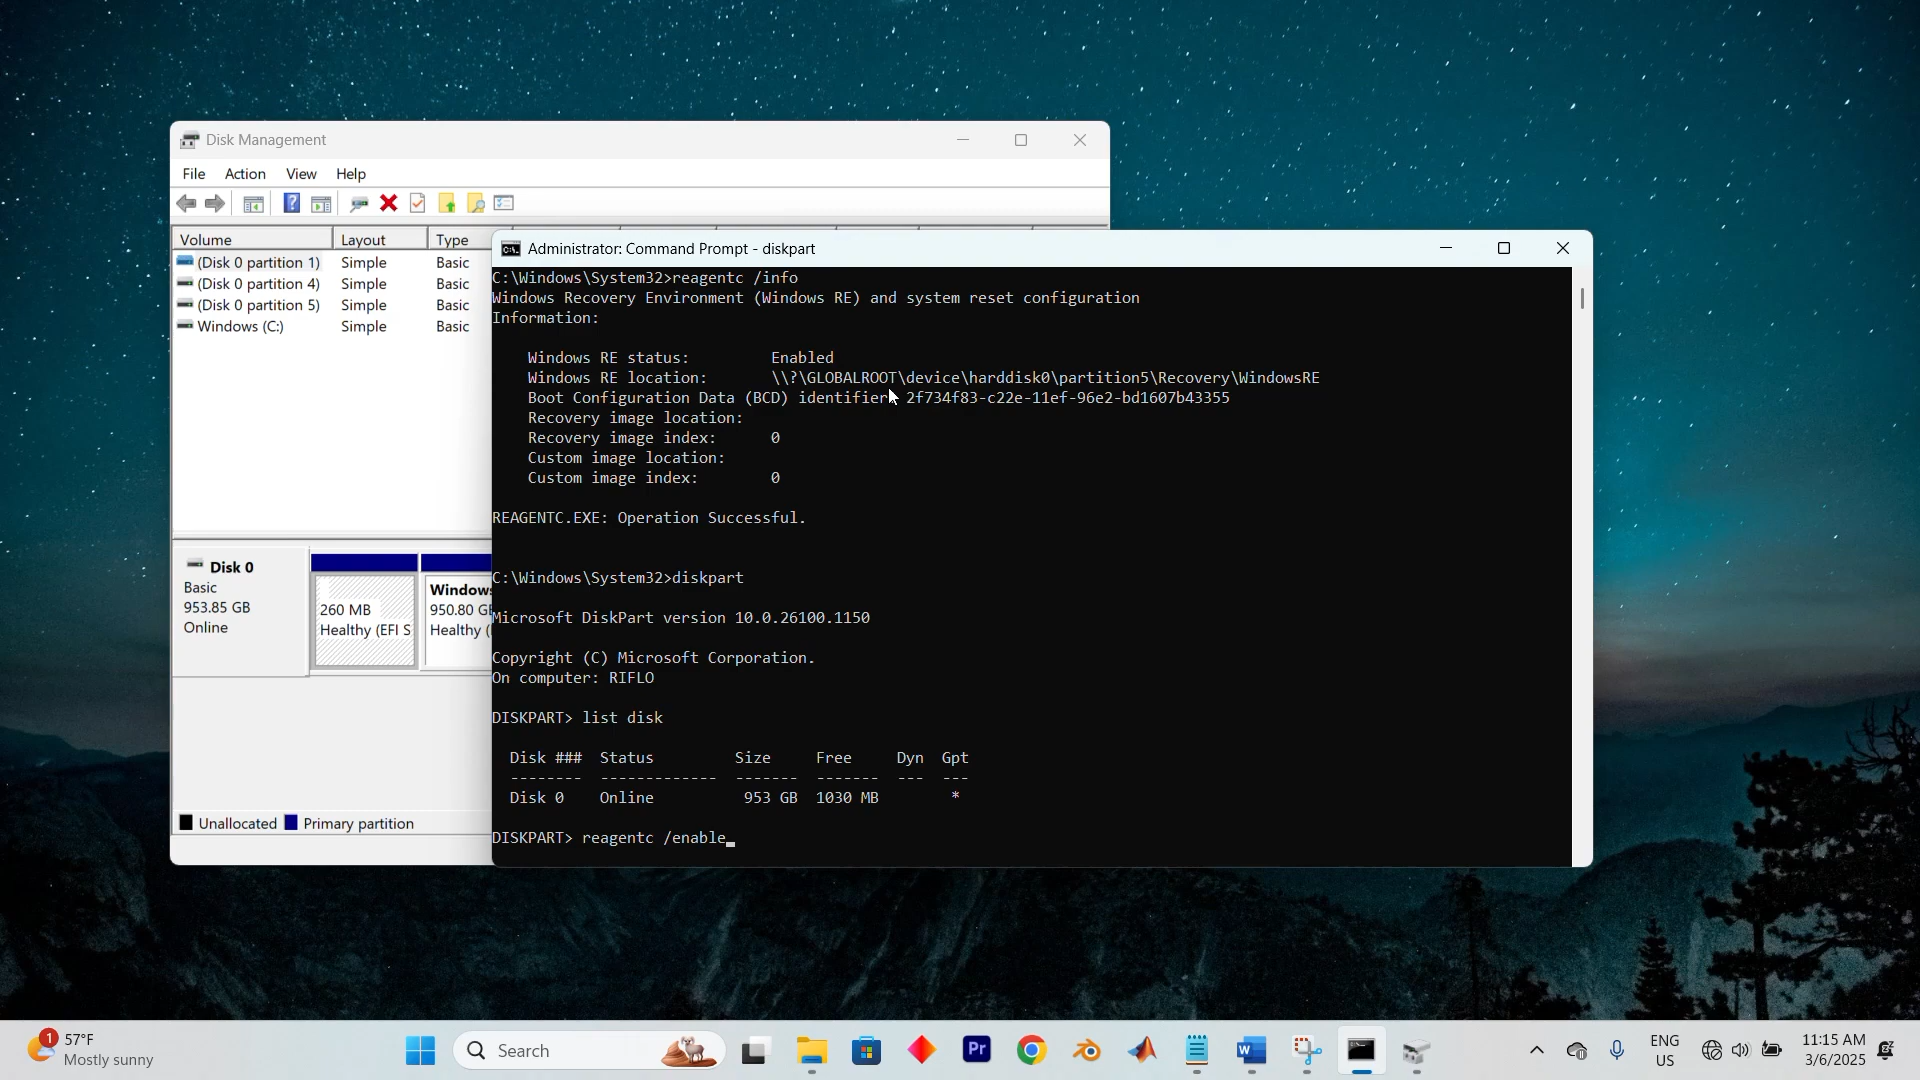 Disk Management
File Action View Help
Volume Layout Type
(Disk 0 partition 1) Simple Basic
(Disk 0 partition 4) Simple Basic
(Disk 0 partition 5) Simple Basic
Windows (C:) Simple Basic
Disk 0
Basic
953.85 GB
Online
260 MB
Healthy (EFI S
Window
950.80 G
Healthy (
Unallocated Primary partition
Administrator: Command Prompt - diskpart
C:\Windows\System32>reagentc /info
Windows Recovery Environment (Windows RE) and system reset configuration
Information:
Windows RE status: Enabled
Windows RE location: \\?\GLOBALROOT\device\harddisk0\partition5\Recovery\WindowsRE
Boot Configuration Data (BCD) identifier: 2f734f83-c22e-11ef-96e2-bd1607b43355
Recovery image location:
Recovery image index: 0
Custom image location:
Custom image index: 0
REAGENTC.EXE: Operation Successful.
C:\Windows\System32>diskpart
Microsoft DiskPart version 10.0.26100.1150
Copyright (C) Microsoft Corporation.
On computer: RIFLO
DISKPART> list disk
Disk ### Status Size Free Dyn Gpt
-------- ------------- ------- ------- --- ---
Disk 0 Online 953 GB 1030 MB *
DISKPART> reagentc /enable_
1
57°F
Mostly sunny
Search
Pr
W
ENG
US
11:15 AM
3/6/2025